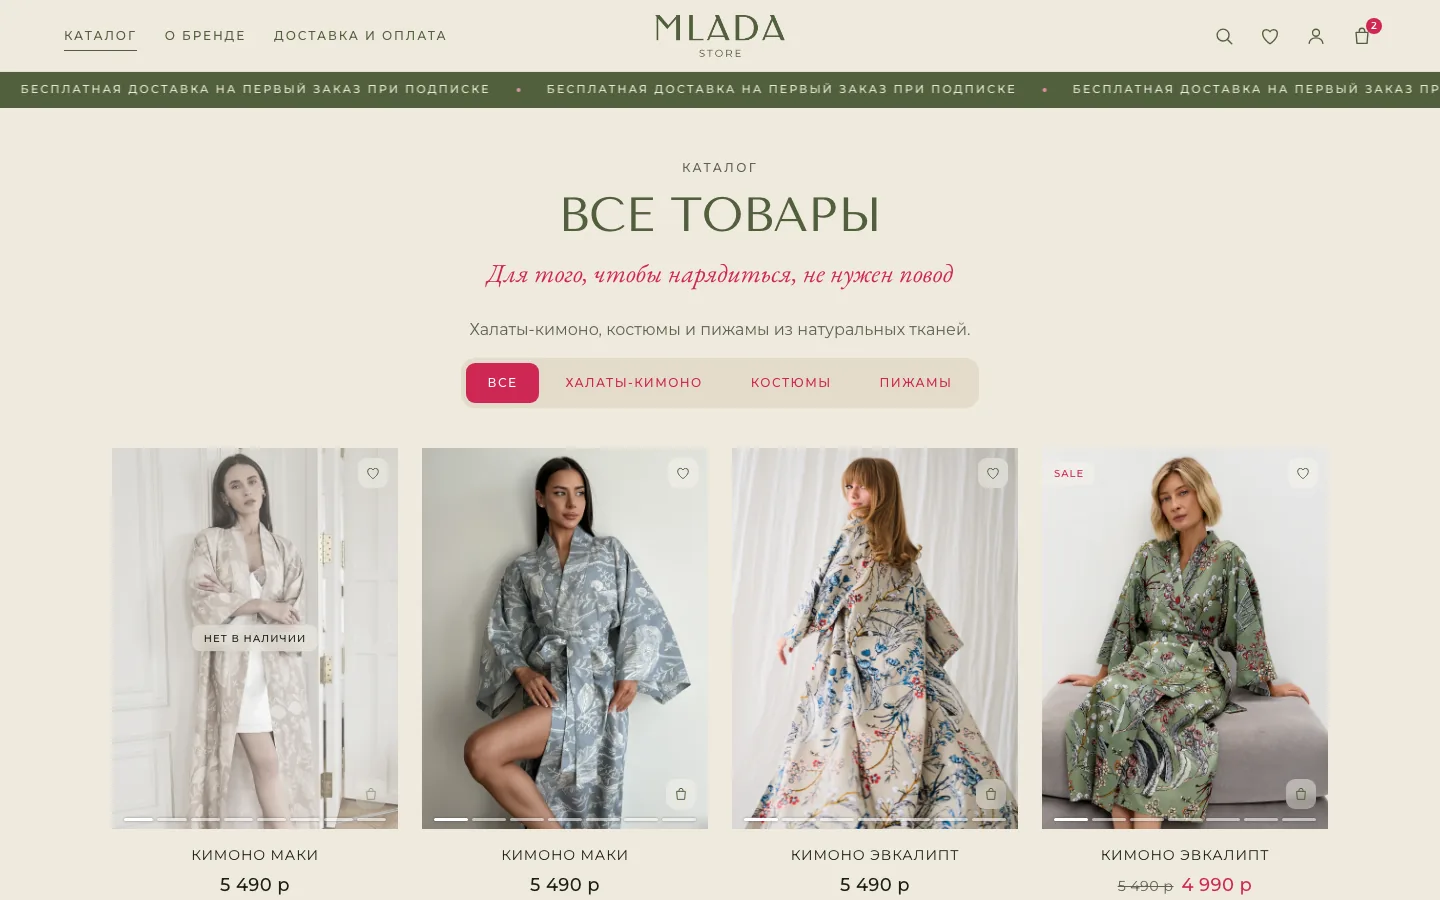 КАТАЛОГ О БРЕНДЕ ДОСТАВКА И ОПЛАТА
MLADA
STORE
2
БЕСПЛАТНАЯ ДОСТАВКА НА ПЕРВЫЙ ЗАКАЗ ПРИ ПОДПИСКЕ • БЕСПЛАТНАЯ ДОСТАВКА НА ПЕРВЫЙ ЗАКАЗ ПРИ ПОДПИСКЕ • БЕСПЛАТНАЯ ДОСТАВКА НА ПЕРВЫЙ ЗАКАЗ ПР
КАТАЛОГ
ВСЕ ТОВАРЫ
Для того, чтобы нарядиться, не нужен повод
Халаты-кимоно, костюмы и пижамы из натуральных тканей.
ВСЕ ХАЛАТЫ-КИМОНО КОСТЮМЫ ПИЖАМЫ
SALE
НЕТ В НАЛИЧИИ
КИМОНО МАКИ
5 490 р
КИМОНО МАКИ
5 490 р
КИМОНО ЭВКАЛИПТ
5 490 р
КИМОНО ЭВКАЛИПТ
5 490 р 4 990 р